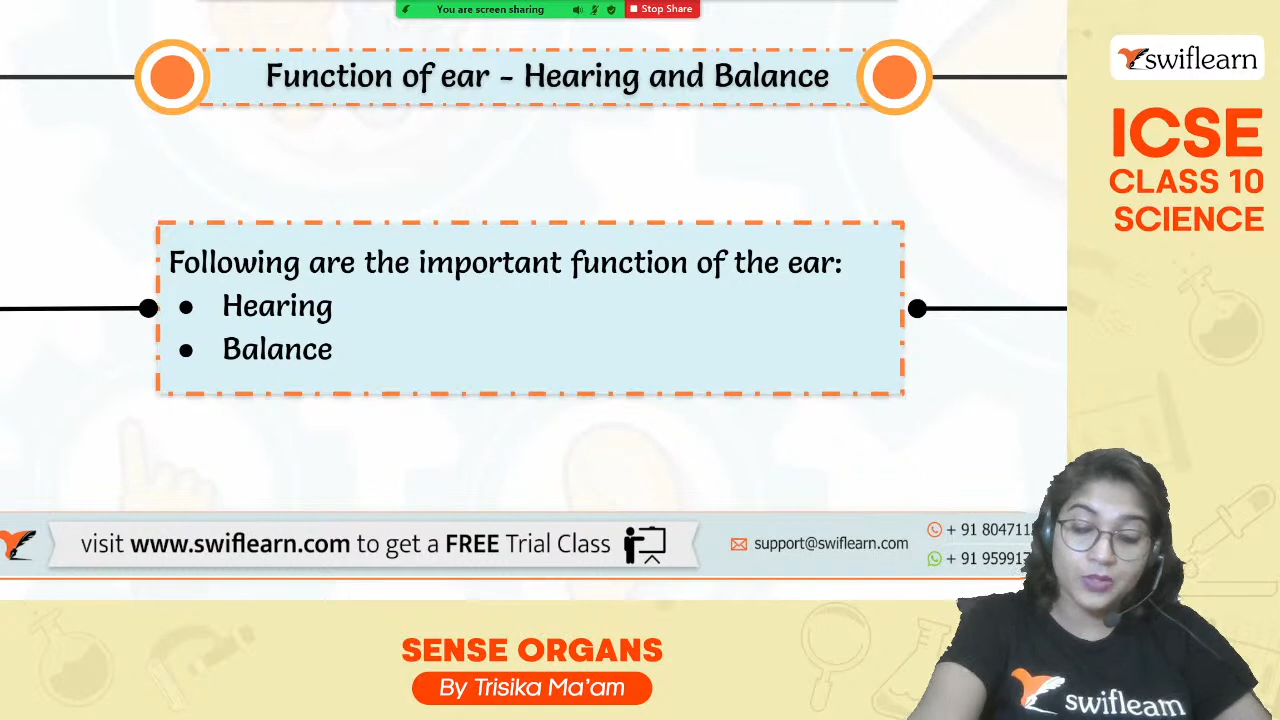 You are screen sharing
Stop Share
Function of ear - Hearing and Balance
swiflearn
ICSE
CLASS 10
SCIENCE
Following are the important function of the ear:
● Hearing
● Balance
visit www.swiflearn.com to get a FREE Trial Class
support@swiflearn.com
+ 91
+ 91
SENSE ORGANS
By Trisika Ma'am
swiflearn